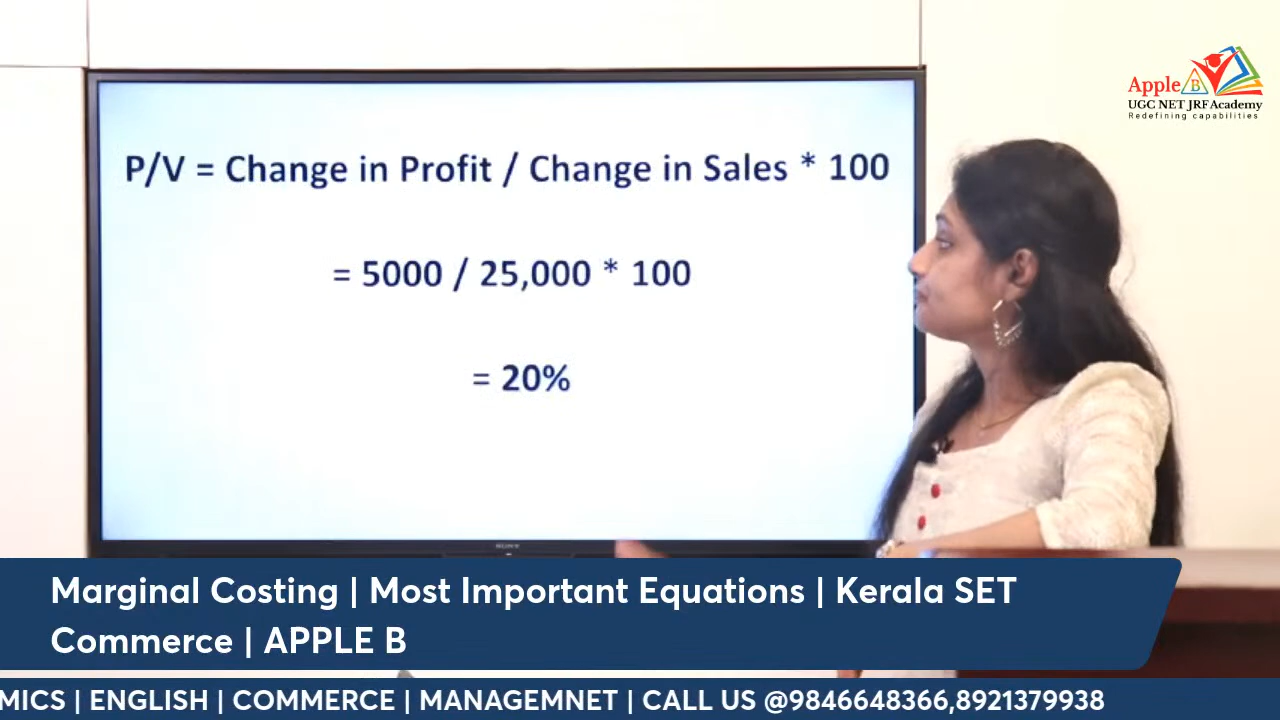 Apple B
UGC NET JRF Academy
Redefining capabilities
P/V = Change in Profit / Change in Sales * 100
= 5000 / 25,000 * 100
= 20%
SONY
Marginal Costing | Most Important Equations | Kerala SET
Commerce | APPLE B
MICS | ENGLISH | COMMERCE | MANAGEMNET | CALL US @9846648366,8921379938